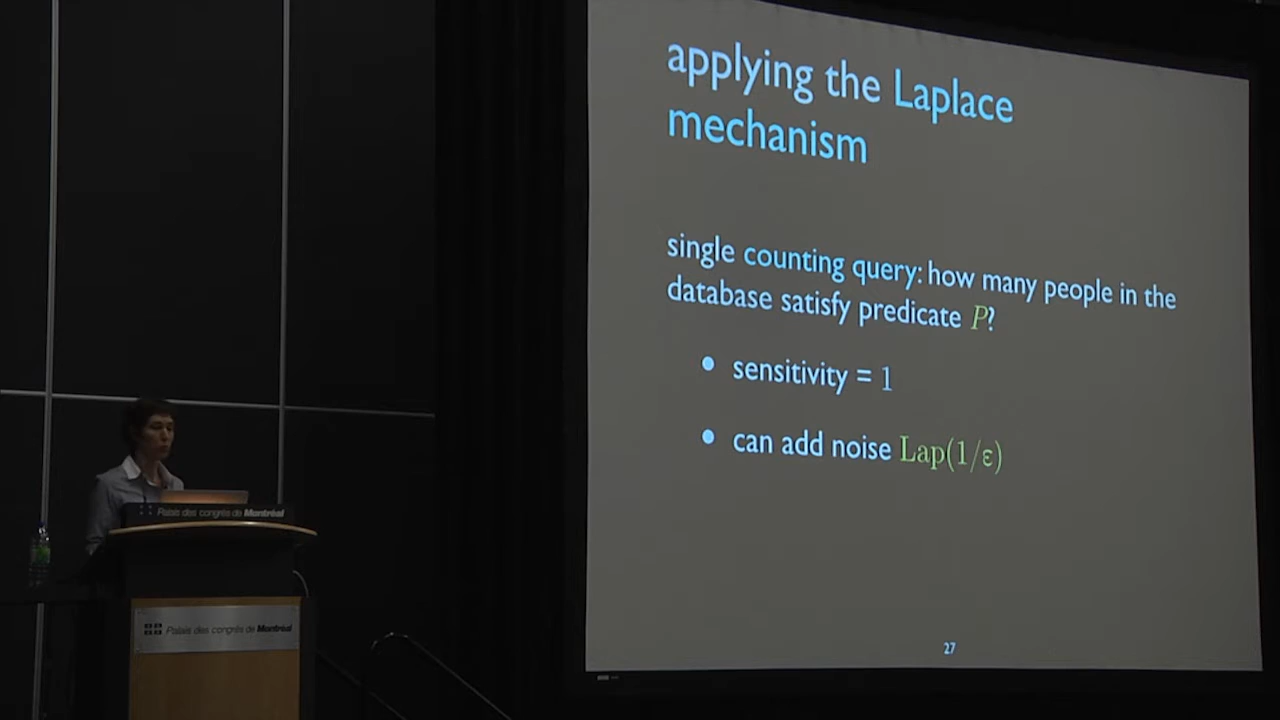 applying the Laplace
mechanism
single counting query: how many people in the
database satisfy predicate P?
• sensitivity = 1
• can add noise Lap(1/ε)
27
Palais des congrès de Montréal
Palais des congrès de Montréal